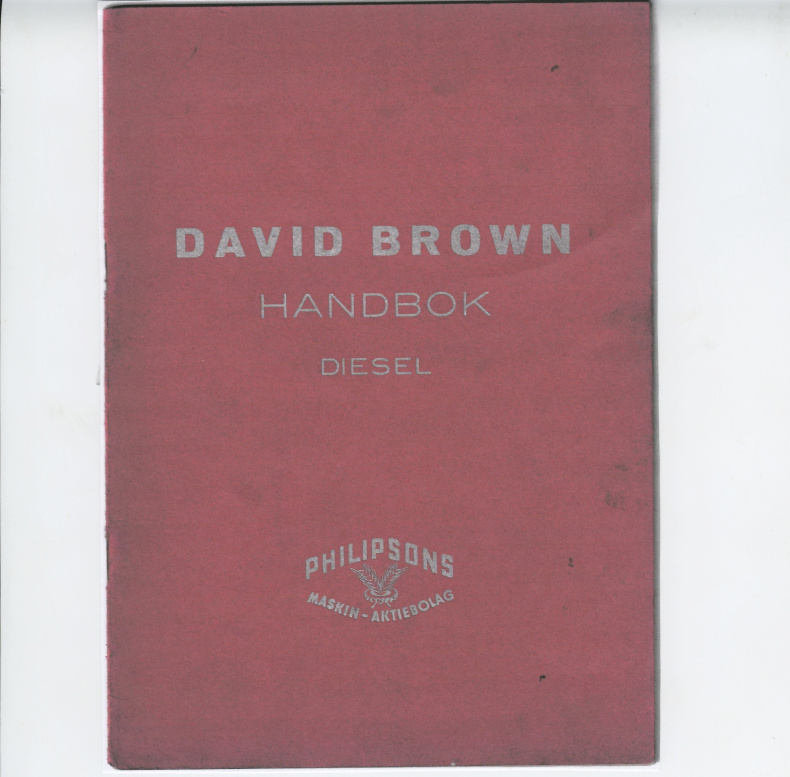 DAVID BROWN
HANDBOK
DIESEL
PHILIPSONS
MASKIN-AKTIEBOLAG